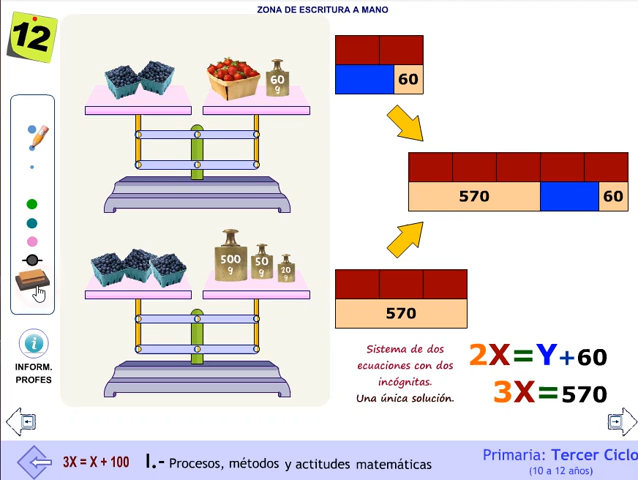 ZONA DE ESCRITURA A MANO
12
60
g
500
g
50
g
20
g
60
570
60
570
Sistema de dos
ecuaciones con dos
incógnitas.
Una única solución.
2X=Y+60
3X=570
INFORM.
PROFES
3X = X + 100
I.- Procesos, métodos y actitudes matemáticas
Primaria: Tercer Ciclo
(10 a 12 años)